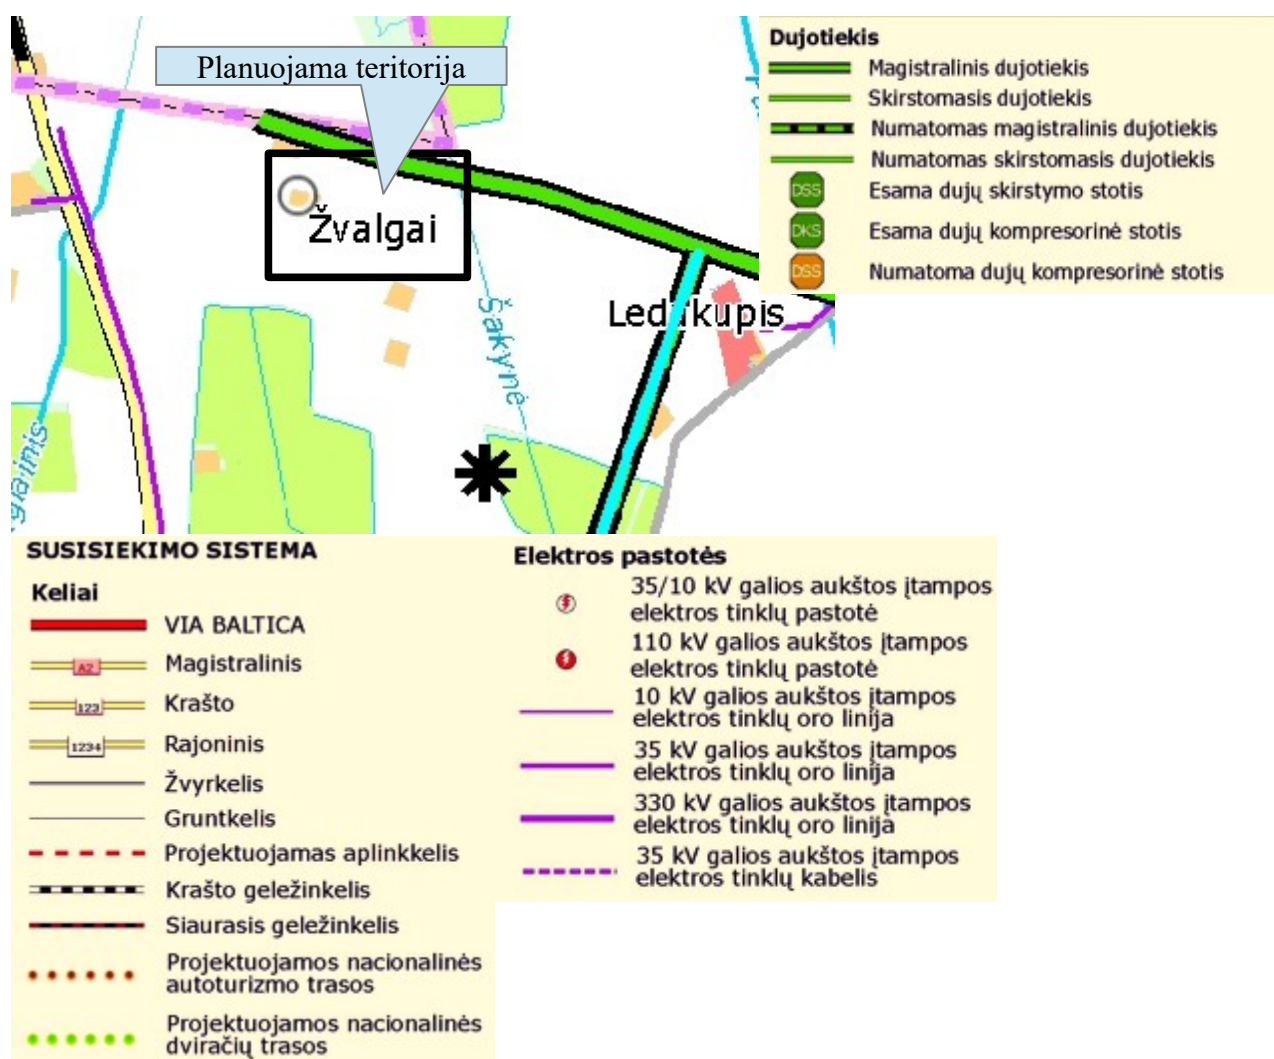 Planuojama teritorija
Žvalgai
Šakynė
Dujotiekis
Magistralinis dujotiekis
Skirstomasis dujotiekis
Numatomas magistralinis dujotiekis
Numatomas skirstomasis dujotiekis
DSS Esama dujų skirstymo stotis
DKS Esama dujų kompresorinė stotis
DSS Numatoma dujų kompresorinė stotis
SUSISIEKIMO SISTEMA
Keliai
VIA BALTICA
A2 Magistralinis
123 Krašto
1234 Rajoninis
Žvyrkelis
Gruntkelis
Projektuojamas aplinkkelis
Krašto geležinkelis
Siaurasis geležinkelis
Projektuojamos nacionalinės
autoturizmo trasos
Projektuojamos nacionalinės
dviračių trasos
Elektros pastotės
35/10 kV galios aukštos įtampos
elektros tinklų pastotė
110 kV galios aukštos įtampos
elektros tinklų pastotė
10 kV galios aukštos įtampos
elektros tinklų oro linija
35 kV galios aukštos įtampos
elektros tinklų oro linija
330 kV galios aukštos įtampos
elektros tinklų oro linija
35 kV galios aukštos įtampos
elektros tinklų kabelis